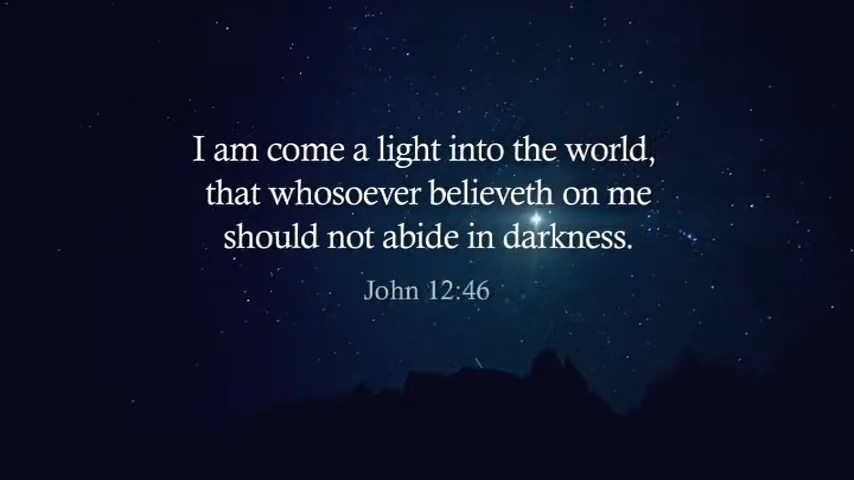 I am come a light into the world,
that whosoever believeth on me
should not abide in darkness.
John 12:46